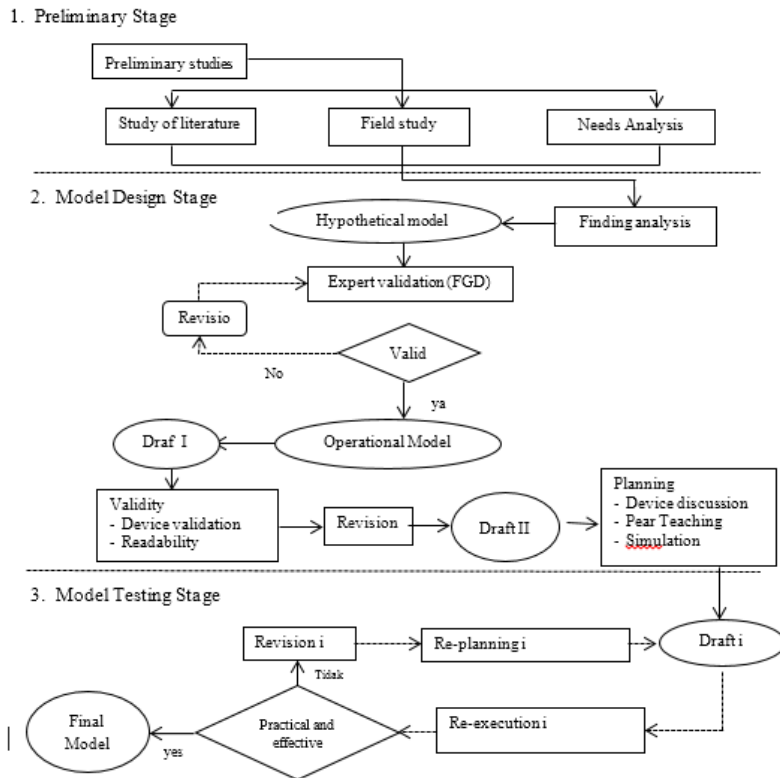 1. Preliminary Stage
Preliminary studies
Study of literature
Field study
Needs Analysis
2. Model Design Stage
Hypothetical model
Finding analysis
Expert validation (FGD)
Revisio
Valid
No
ya
Draf I
Operational Model
Validity
- Device validation
- Readability
Revision
Draft II
Planning
- Device discussion
- Pear Teaching
- Simulation
3. Model Testing Stage
Revision i
Re-planning i
Draft i
Tidak
Final
Model
yes
Practical and
effective
Re-execution i